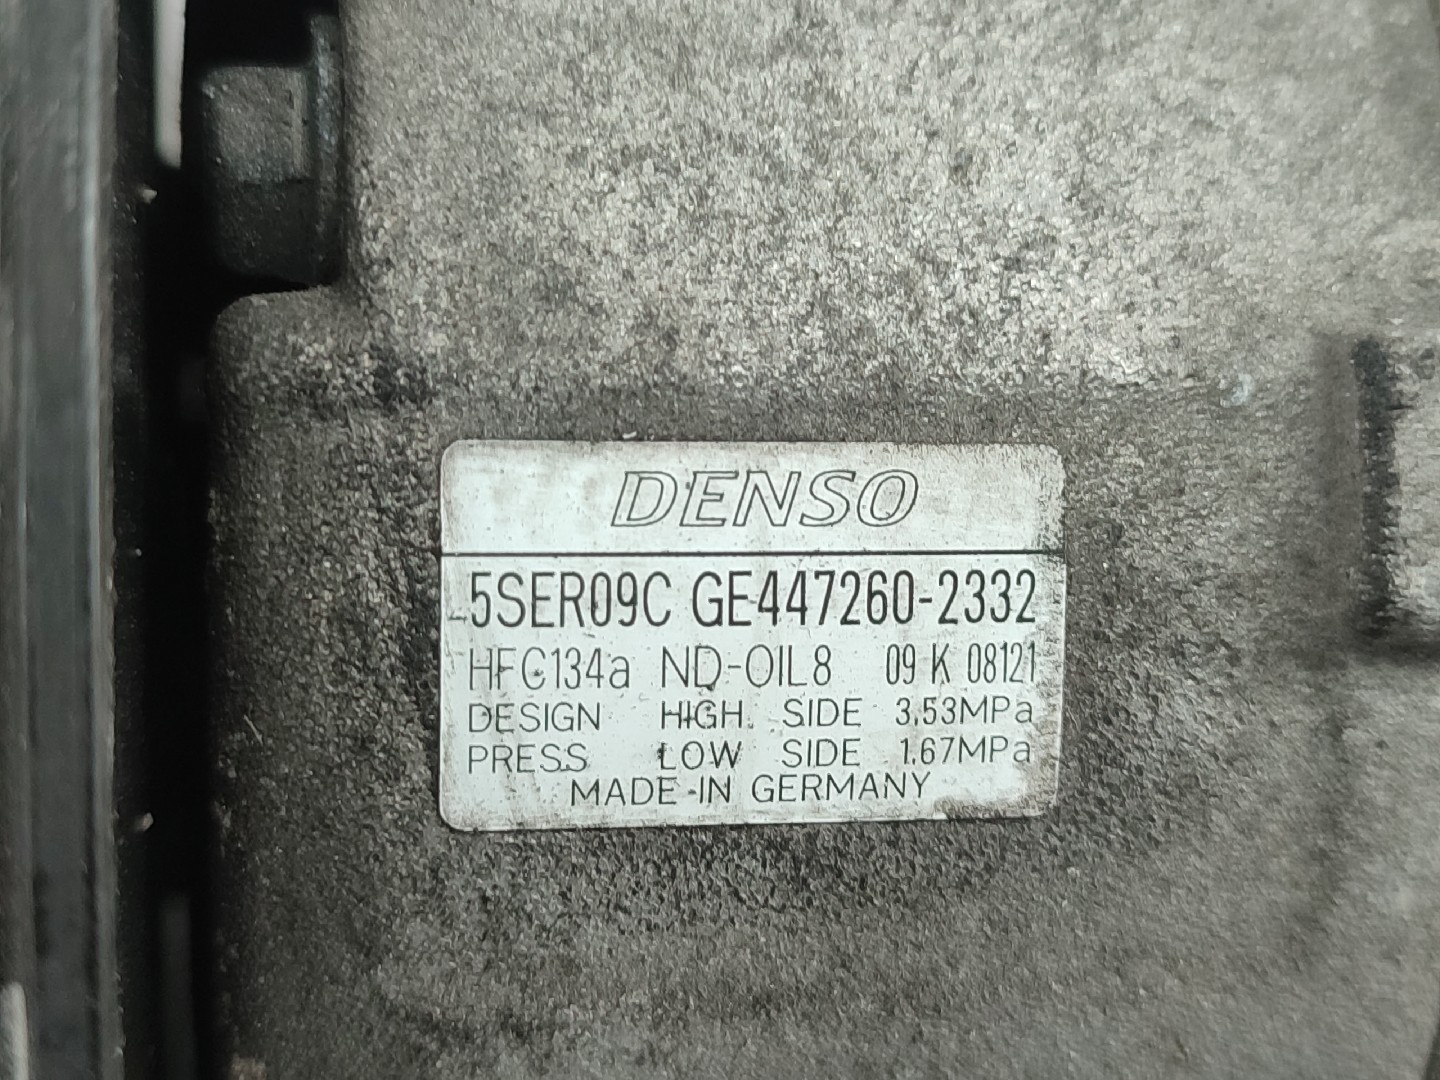 DENSO
5SER09C GE447260-2332
HFC134a ND-OIL8 09 K 08121
DESIGN HIGH SIDE 3.53MPa
PRESS LOW SIDE 1.67MPa
MADE IN GERMANY